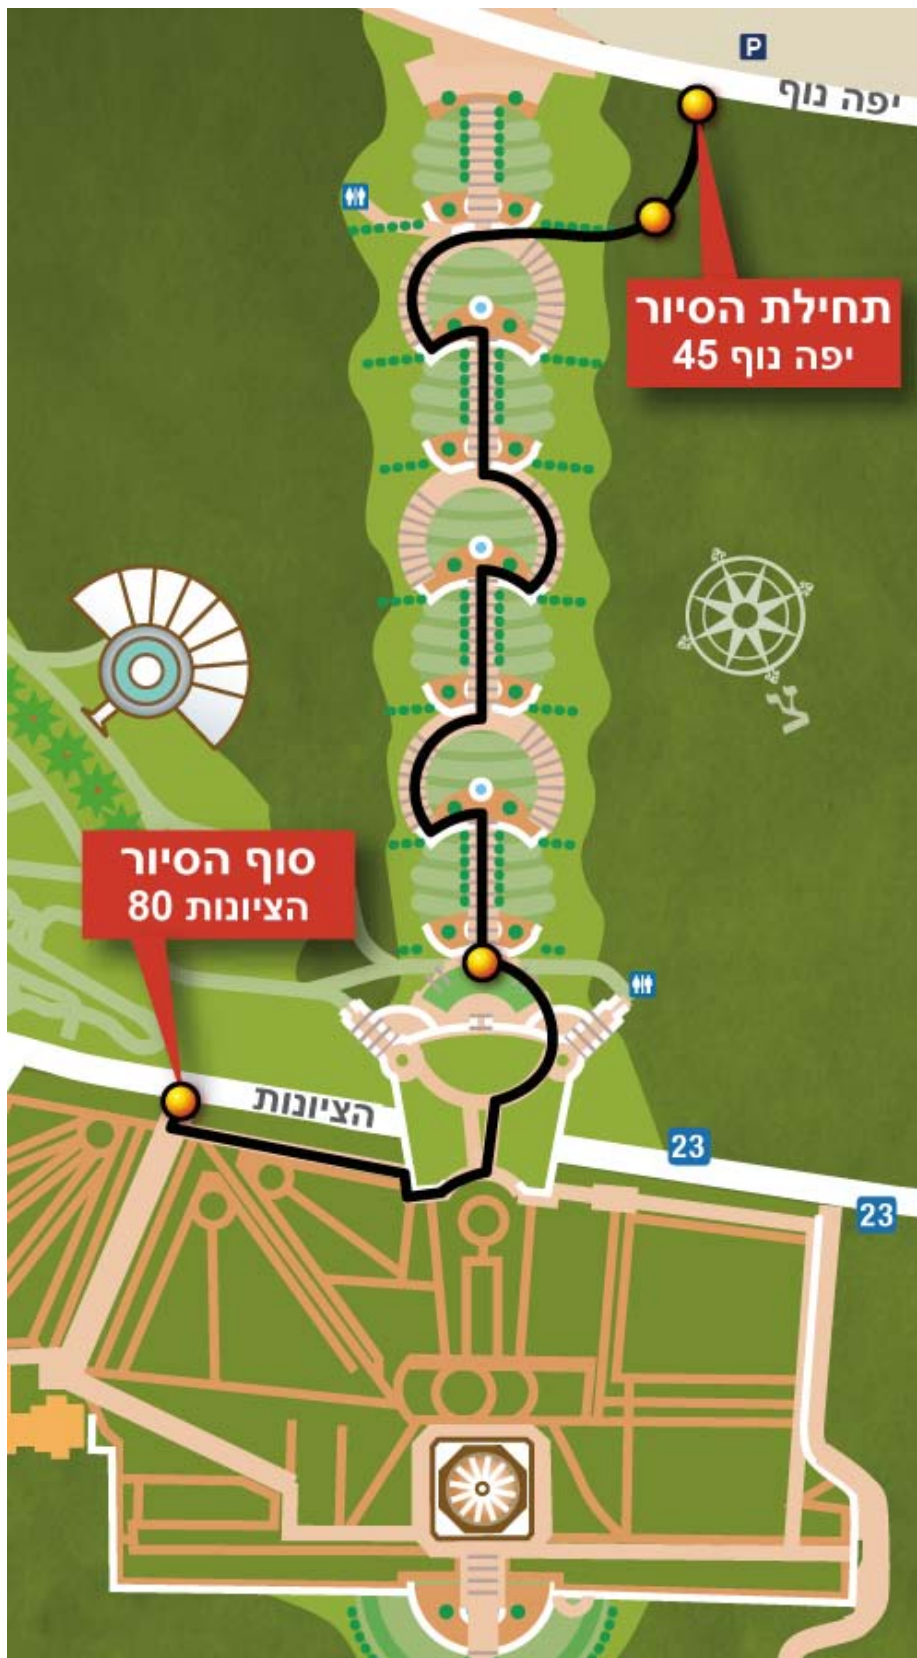 P
יפה נוף
תחילת הסיור
יפה נוף 45
צ
סוף הסיור
הציונות 80
הציונות
23
23